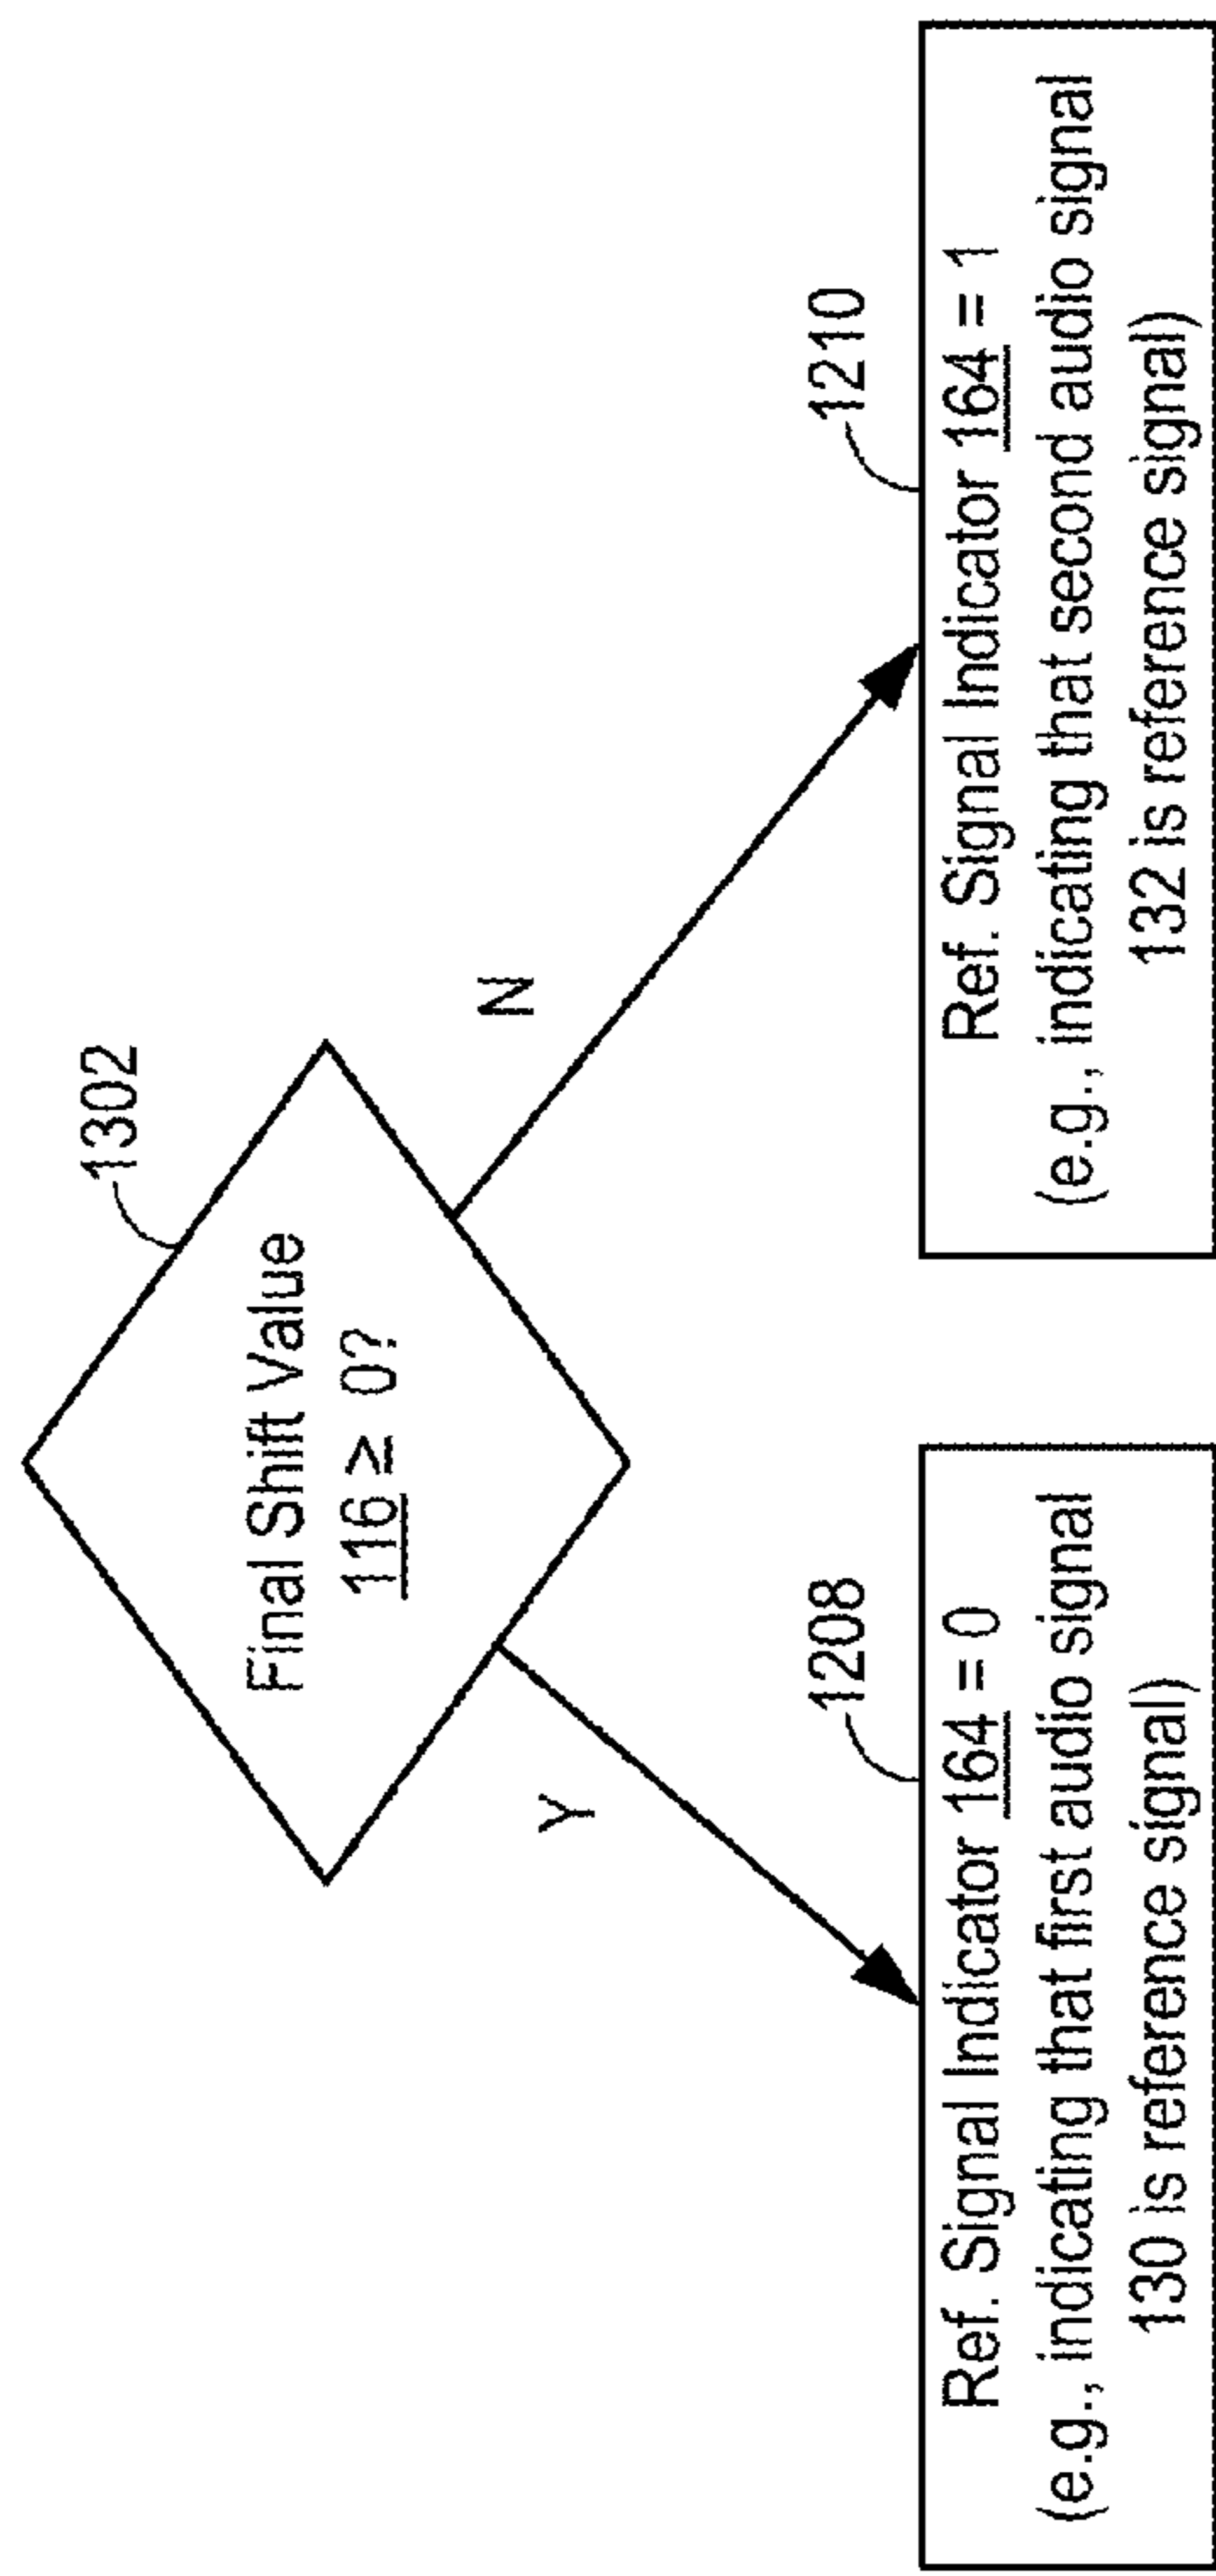 1302
Final Shift Value
116 ≥ 0?
Y
N
1208
Ref. Signal Indicator 164 = 0
(e.g., indicating that first audio signal
130 is reference signal)
1210
Ref. Signal Indicator 164 = 1
(e.g., indicating that second audio signal
132 is reference signal)